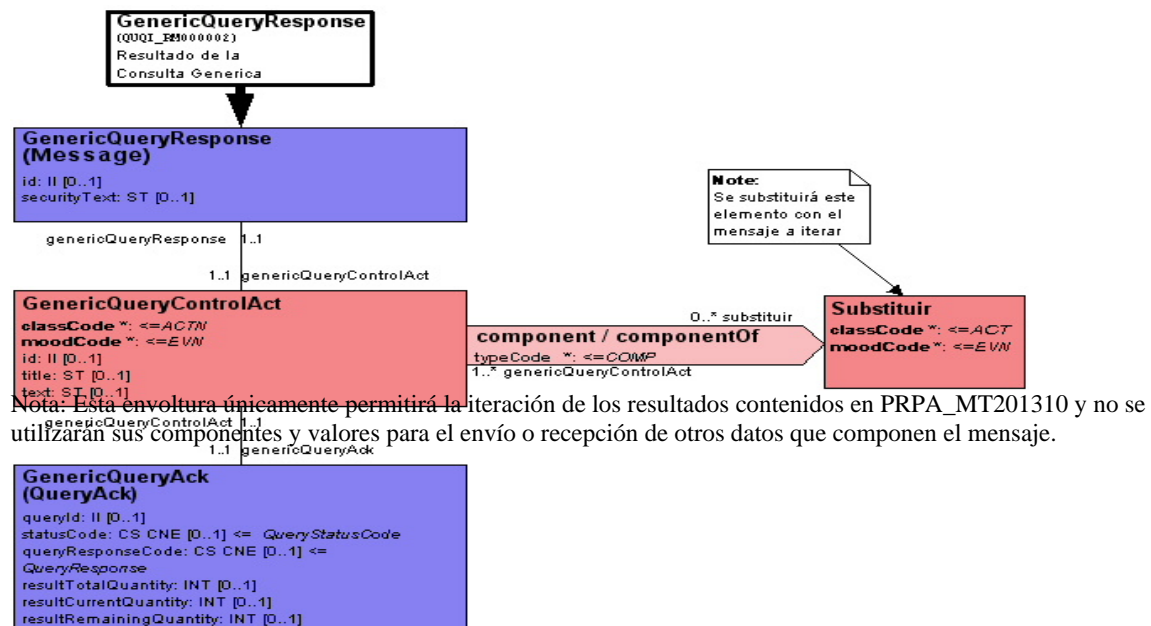 GenericQueryResponse
(QUQI_RM000002)
Resultado de la
Consulta Generica
GenericQueryResponse
(Message)
id: II [0..1]
securityText: ST [0..1]
Note:
Se substituirá este
elemento con el
mensaje a iterar
genericQueryResponse 1..1
1..1 genericQueryControlAct
GenericQueryControlAct
classCode *: <=ACTN
moodCode *: <=EVN
id: II [0..1]
title: ST [0..1]
text: ST [0..1]
0..* substituir
component / componentOf
typeCode *: <=COMP
1..* genericQueryControlAct
Substituir
classCode *: <=ACT
moodCode *: <=EVN
Nota: Esta envoltura únicamente permitirá la iteración de los resultados contenidos en PRPA_MT201310 y no se
utilizarán sus componentes y valores para el envío o recepción de otros datos que componen el mensaje.
genericQueryControlAct 1..1
1..1 genericQueryAck
GenericQueryAck
(QueryAck)
queryId: II [0..1]
statusCode: CS CNE [0..1] <= QueryStatusCode
queryResponseCode: CS CNE [0..1] <=
QueryResponse
resultTotalQuantity: INT [0..1]
resultCurrentQuantity: INT [0..1]
resultRemainingQuantity: INT [0..1]